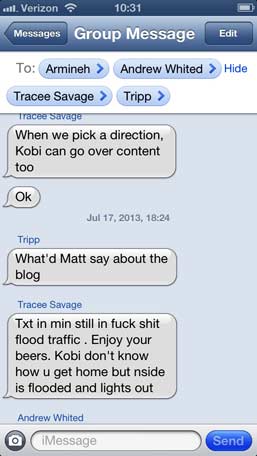 Verizon 10:31
Messages Group Message Edit
To: Armineh Andrew Whited Hide
Tracee Savage Tripp
Tracee Savage
When we pick a direction,
Kobi can go over content
too
Ok
Jul 17, 2013, 18:24
Tripp
What'd Matt say about the
blog
Tracee Savage
Txt in min still in fuck shit
flood traffic . Enjoy your
beers. Kobi don't know
how u get home but nside
is flooded and lights out
Andrew Whited
iMessage Send